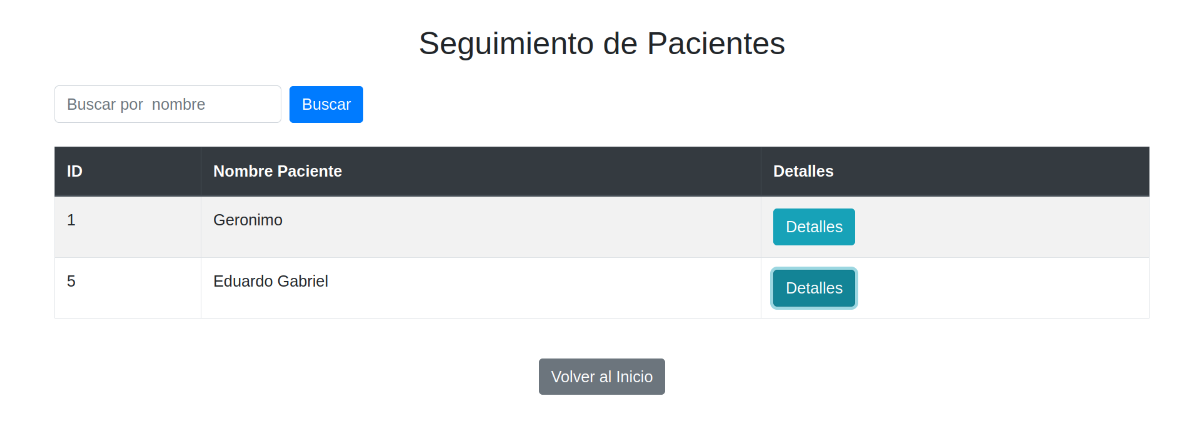 Seguimiento de Pacientes
Buscar por  nombre Buscar
ID Nombre Paciente Detalles
1 Geronimo Detalles
5 Eduardo Gabriel Detalles
Volver al Inicio